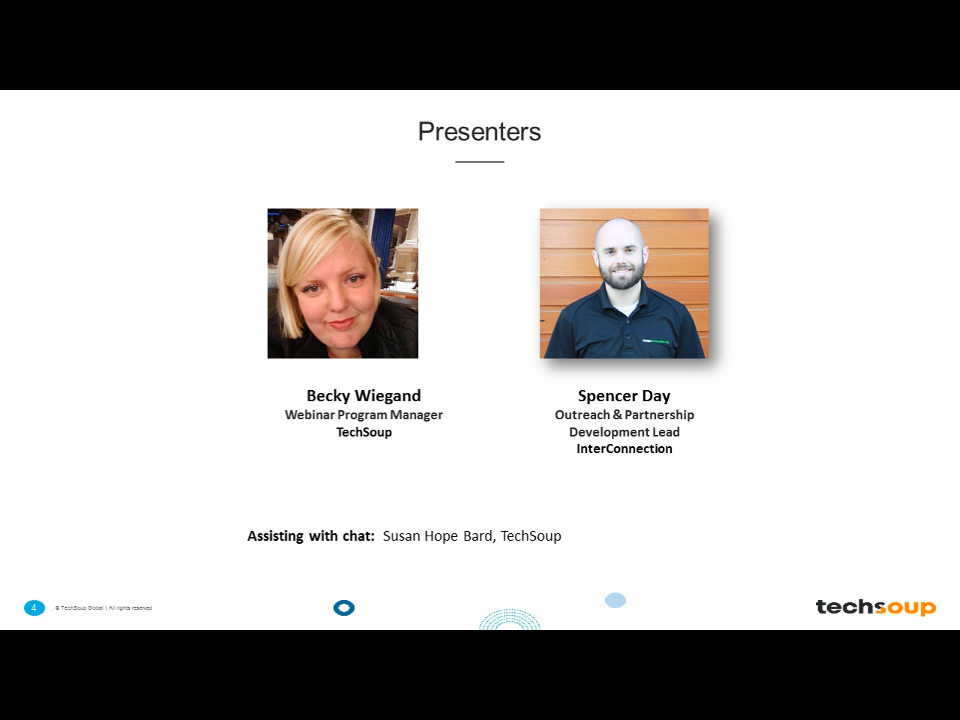 Presenters
Becky Wiegand
Webinar Program Manager
TechSoup
Spencer Day
Outreach & Partnership
Development Lead
InterConnection
Assisting with chat: Susan Hope Bard, TechSoup
4
© TechSoup Global | All rights reserved
techsoup